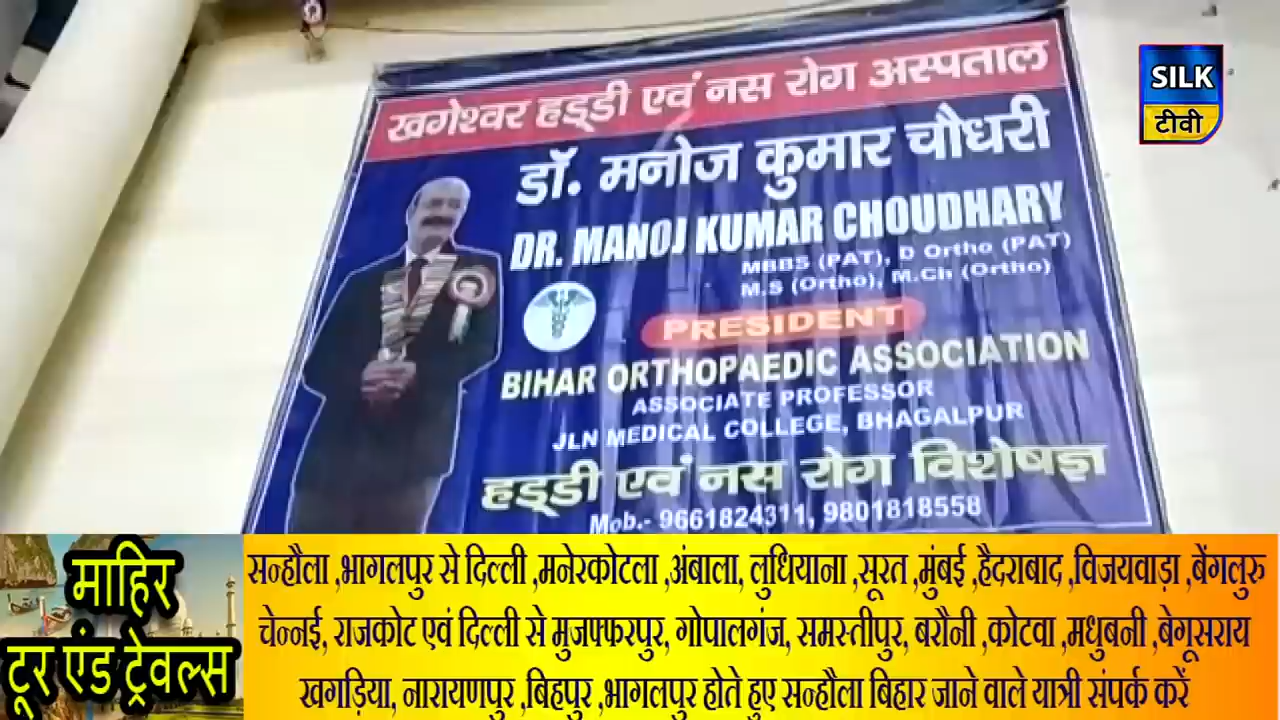 खगेश्वर हड्डी एवं नस रोग अस्पताल
SILK
टीवी
डॉ. मनोज कुमार चौधरी
DR. MANOJ KUMAR CHOUDHARY
MBBS (PAT), D Ortho (PAT)
M.S (Ortho), M.Ch (Ortho)
PRESIDENT
BIHAR ORTHOPAEDIC ASSOCIATION
ASSOCIATE PROFESSOR
JLN MEDICAL COLLEGE, BHAGALPUR
हड्डी एवं नस रोग विशेषज्ञ
Mob.- 9661824311, 9801818558
माहिर
टूर एंड ट्रेवल्स
सन्हौला ,भागलपुर से दिल्ली ,मनेरकोटला ,अंबाला, लुधियाना ,सूरत ,मुंबई ,हैदराबाद ,विजयवाड़ा ,बेंगलुरु
चेन्नई, राजकोट एवं दिल्ली से मुजफ्फरपुर, गोपालगंज, समस्तीपुर, बरौनी ,कोटवा ,मधुबनी ,बेगूसराय
खगड़िया, नारायणपुर ,बिहपुर ,भागलपुर होते हुए सन्हौला बिहार जाने वाले यात्री संपर्क करें